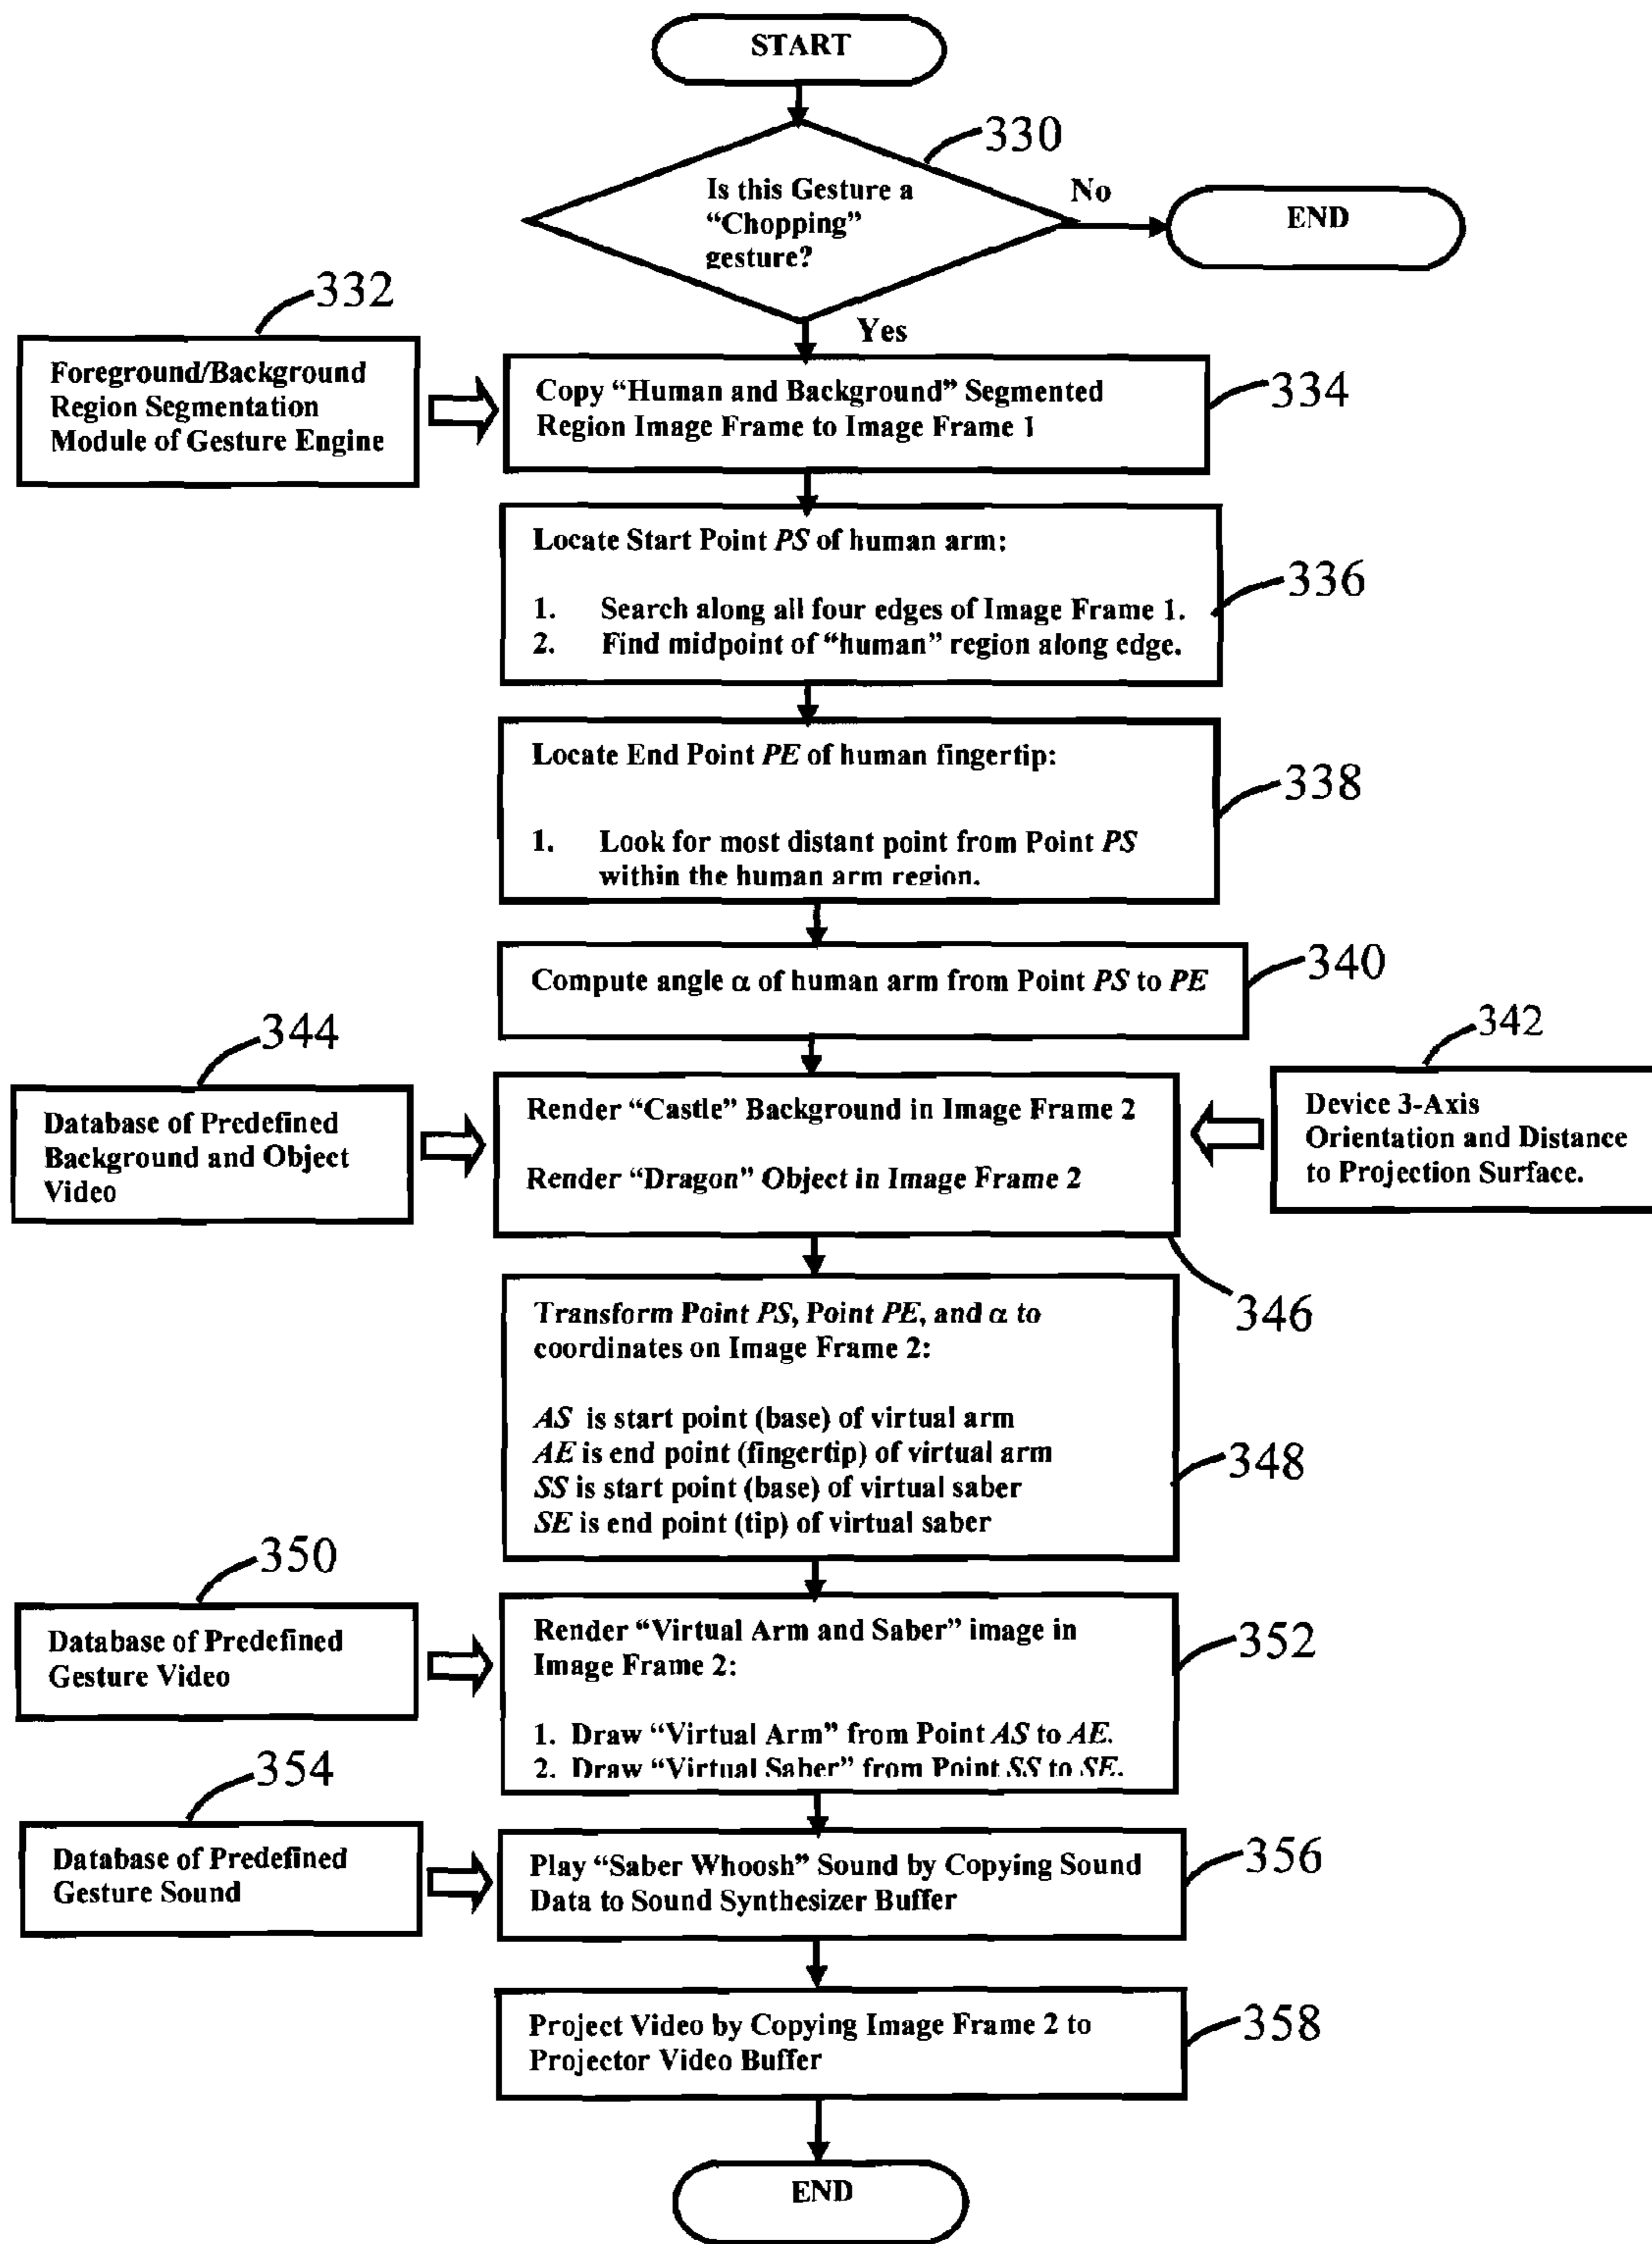 START
330
Is this Gesture a
“Chopping”
gesture?
No
END
Yes
332
Foreground/Background
Region Segmentation
Module of Gesture Engine
Copy “Human and Background” Segmented
Region Image Frame to Image Frame 1
334
Locate Start Point PS of human arm:
1. Search along all four edges of Image Frame 1.
2. Find midpoint of “human” region along edge.
336
Locate End Point PE of human fingertip:
1. Look for most distant point from Point PS
within the human arm region.
338
Compute angle α of human arm from Point PS to PE
340
344
Database of Predefined
Background and Object
Video
Render “Castle” Background in Image Frame 2
Render “Dragon” Object in Image Frame 2
342
Device 3-Axis
Orientation and Distance
to Projection Surface.
346
Transform Point PS, Point PE, and α to
coordinates on Image Frame 2:
AS is start point (base) of virtual arm
AE is end point (fingertip) of virtual arm
SS is start point (base) of virtual saber
SE is end point (tip) of virtual saber
348
350
Database of Predefined
Gesture Video
Render “Virtual Arm and Saber” image in
Image Frame 2:
1. Draw “Virtual Arm” from Point AS to AE.
2. Draw “Virtual Saber” from Point SS to SE.
352
354
Database of Predefined
Gesture Sound
Play “Saber Whoosh” Sound by Copying Sound
Data to Sound Synthesizer Buffer
356
Project Video by Copying Image Frame 2 to
Projector Video Buffer
358
END